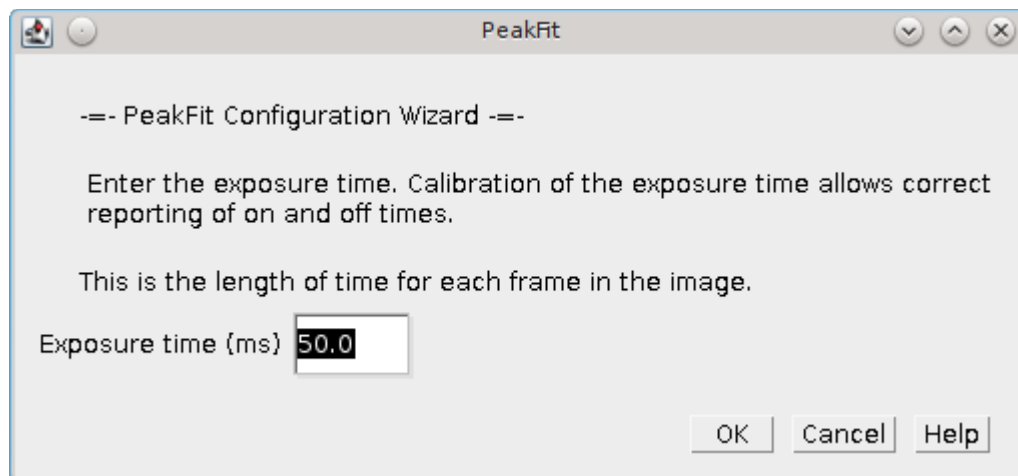 PeakFit
-=- PeakFit Configuration Wizard -=-
Enter the exposure time. Calibration of the exposure time allows correct
reporting of on and off times.
This is the length of time for each frame in the image.
Exposure time (ms) 50.0
OK Cancel Help